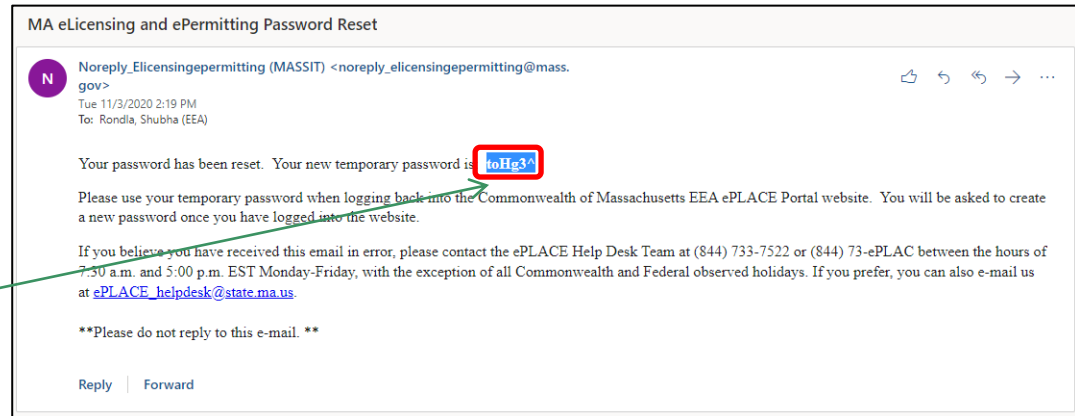 MA eLicensing and ePermitting Password Reset
N
Noreply_Elicensingepermitting (MASSIT) <noreply_elicensingepermitting@mass.
gov>
Tue 11/3/2020 2:19 PM
To: Rondla, Shubha (EEA)
Your password has been reset. Your new temporary password is toHg3^
Please use your temporary password when logging back into the Commonwealth of Massachusetts EEA ePLACE Portal website. You will be asked to create
a new password once you have logged into the website.
If you believe you have received this email in error, please contact the ePLACE Help Desk Team at (844) 733-7522 or (844) 73-ePLAC between the hours of
7:30 a.m. and 5:00 p.m. EST Monday-Friday, with the exception of all Commonwealth and Federal observed holidays. If you prefer, you can also e-mail us
at ePLACE_helpdesk@state.ma.us.
**Please do not reply to this e-mail. **
Reply Forward